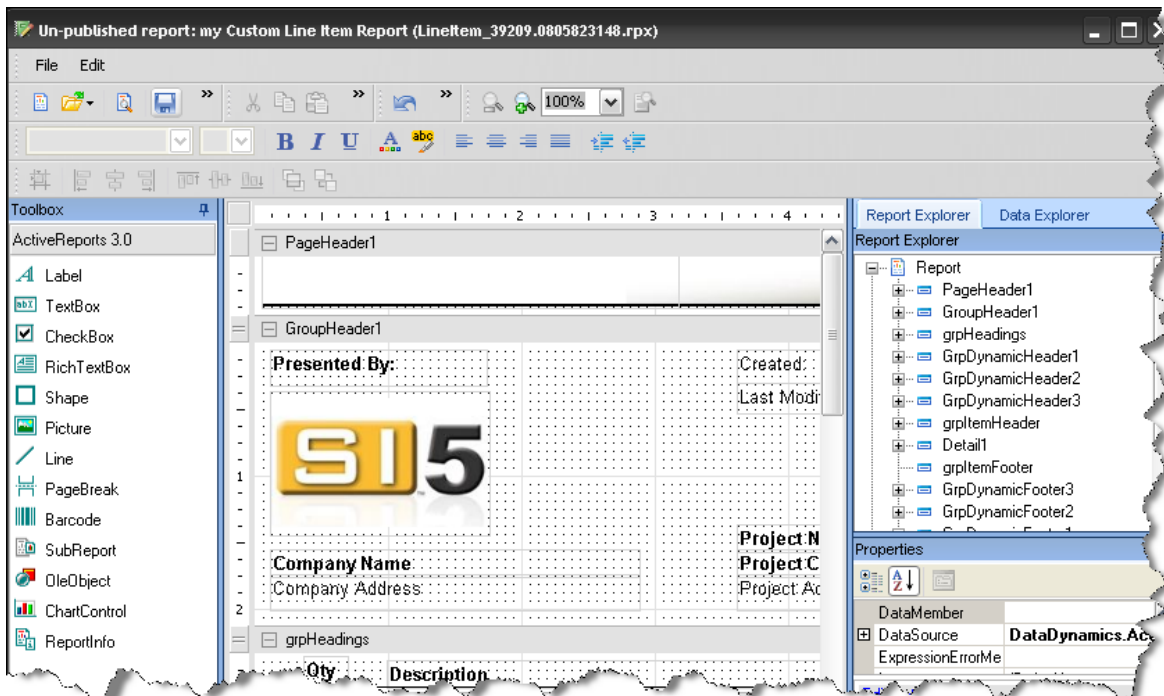 Un-published report: my Custom Line Item Report (LineItem_39209.0805823148.rpx)
File Edit
100%
B I U A abc
Toolbox
ActiveReports 3.0
A Label
abI TextBox
CheckBox
RichTextBox
Shape
Picture
Line
PageBreak
Barcode
SubReport
OleObject
ChartControl
ReportInfo
1 2 3 4
PageHeader1
GroupHeader1
Presented By:
Created:
Last Modi
SI5
1
Project N
Company Name
Project C
Company Address
Project Ad
2
grpHeadings
Qty Description
Report Explorer Data Explorer
Report Explorer
Report
PageHeader1
GroupHeader1
grpHeadings
GrpDynamicHeader1
GrpDynamicHeader2
GrpDynamicHeader3
grpItemHeader
Detail1
grpItemFooter
GrpDynamicFooter3
GrpDynamicFooter2
Properties
DataMember
DataSource DataDynamics.Ac
ExpressionErrorMe